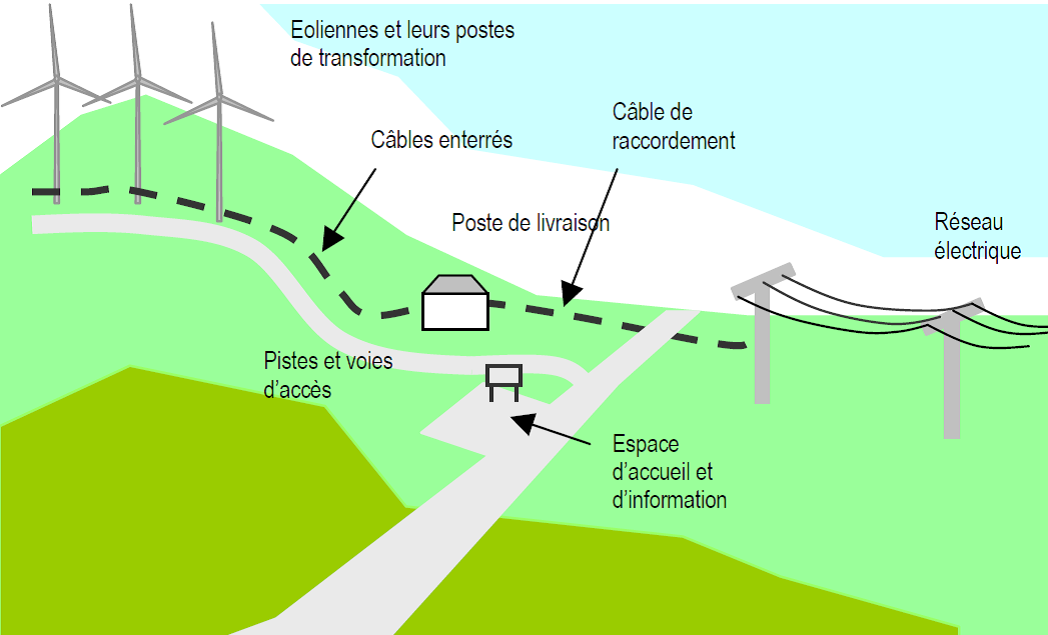 Eoliennes et leurs postes
de transformation
Câbles enterrés
Câble de
raccordement
Poste de livraison
Réseau
électrique
Pistes et voies
d'accès
Espace
d'accueil et
d'information